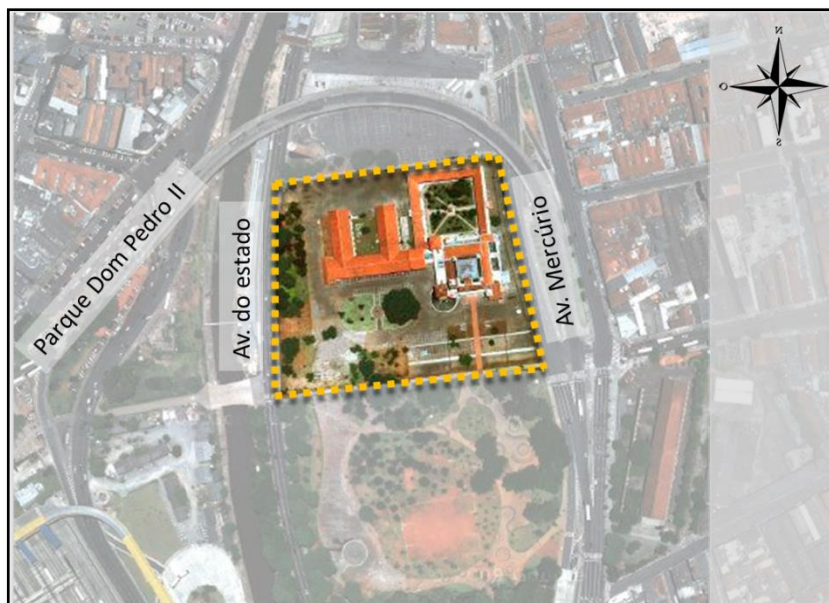 N
O
S
Parque Dom Pedro II
Av. do estado
Av. Mercúrio